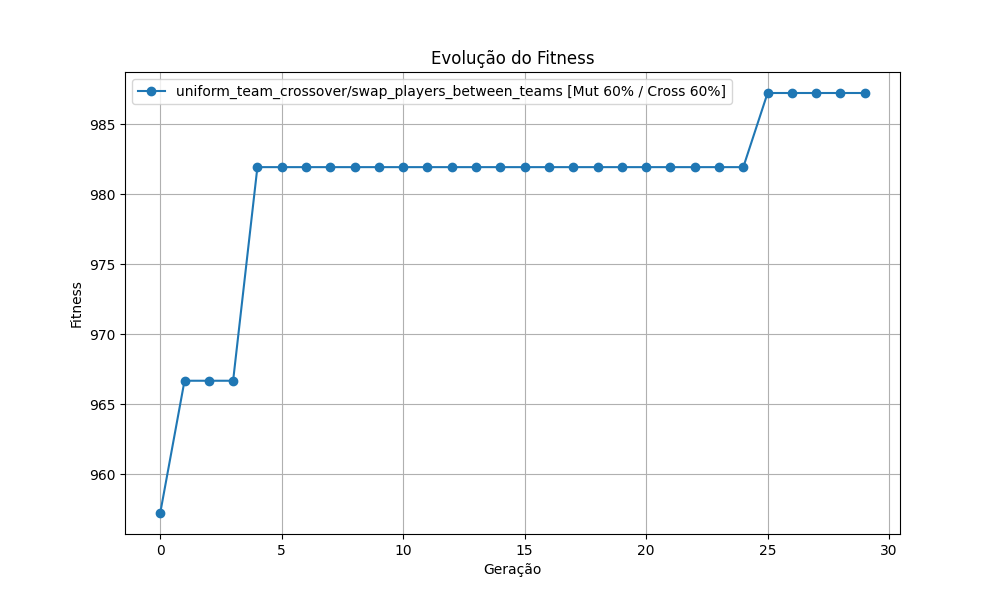 Evolução do Fitness
uniform_team_crossover/swap_players_between_teams [Mut 60% / Cross 60%]
985
980
975
970
965
960
Fitness
0 5 10 15 20 25 30
Geração